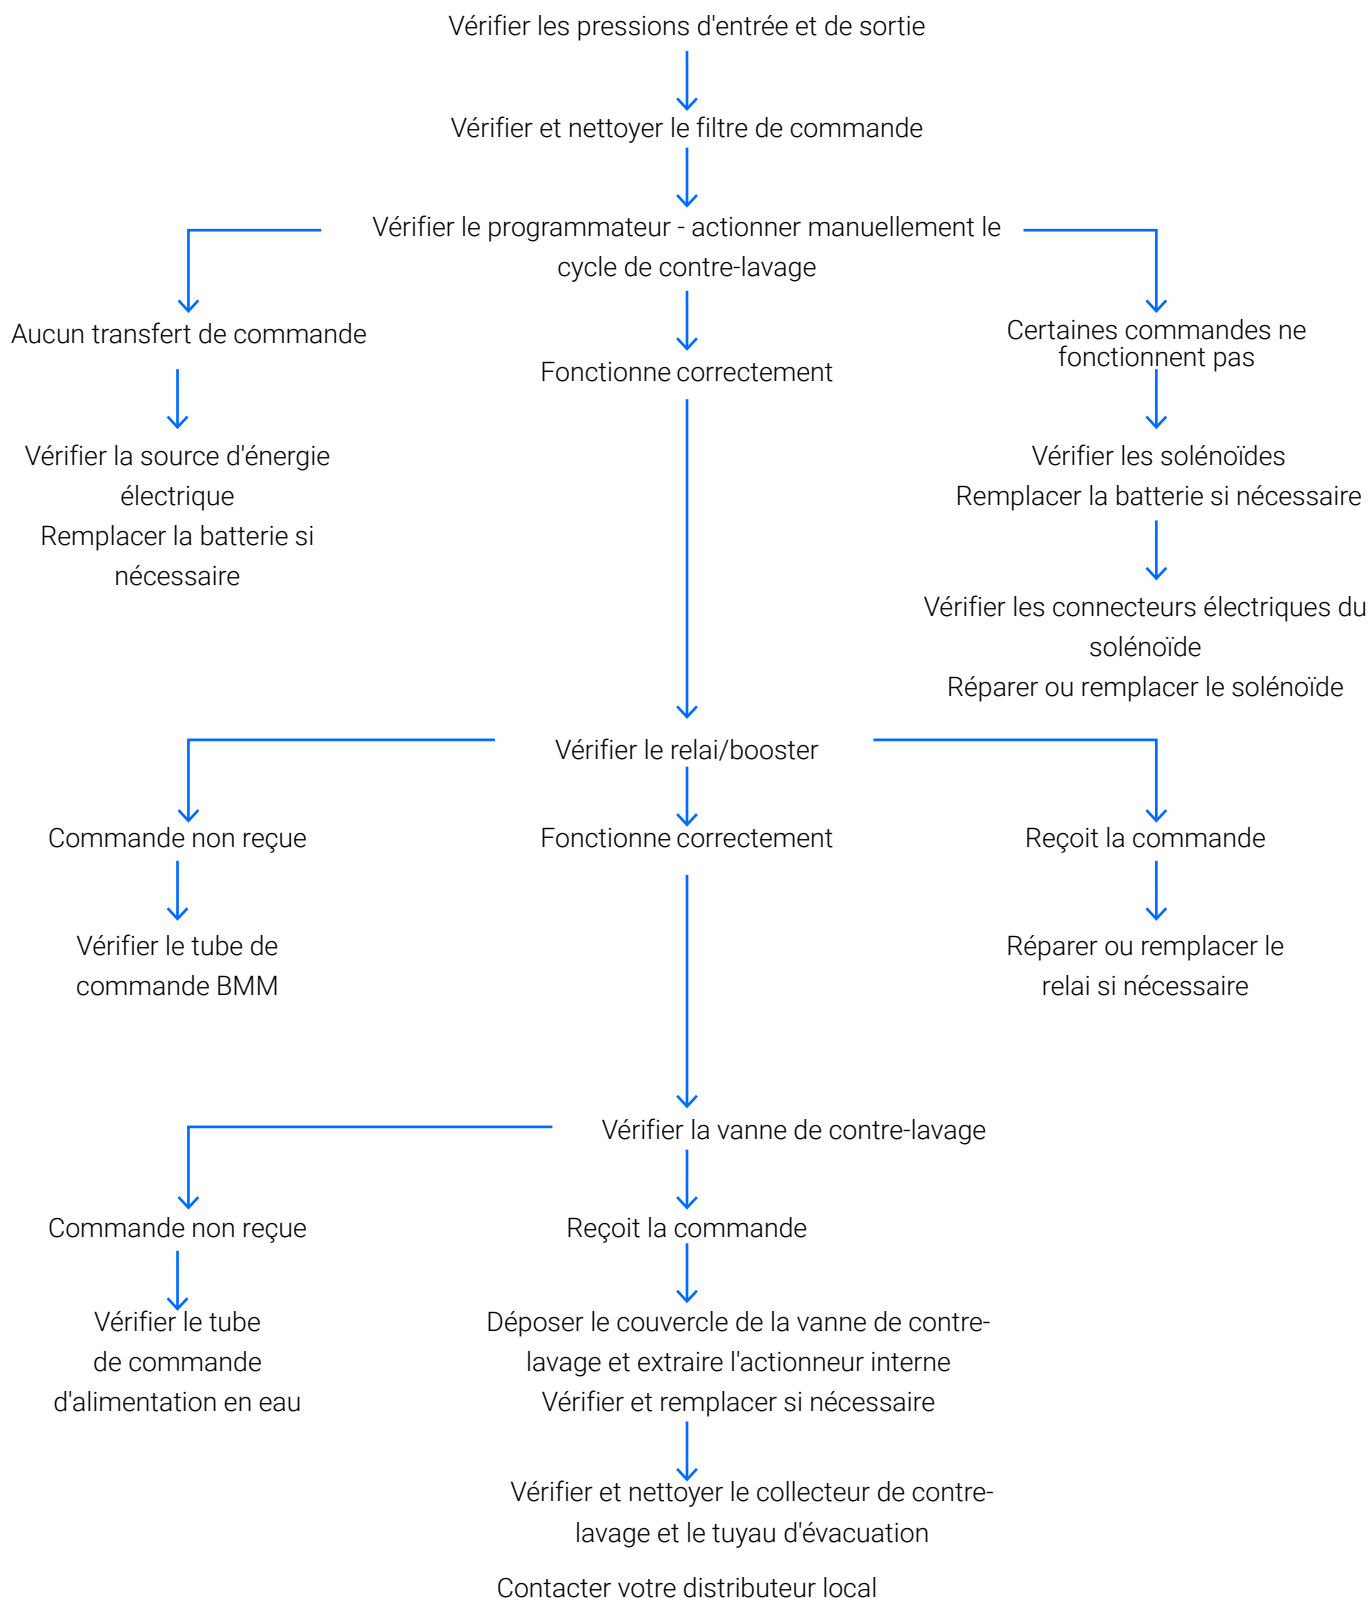 Vérifier les pressions d'entrée et de sortie
Vérifier et nettoyer le filtre de commande
Vérifier le programmateur - actionner manuellement le
cycle de contre-lavage
Aucun transfert de commande
Fonctionne correctement
Certaines commandes ne
fonctionnent pas
Vérifier la source d'énergie
électrique
Remplacer la batterie si
nécessaire
Vérifier les solénoïdes
Remplacer la batterie si nécessaire
Vérifier les connecteurs électriques du
solénoïde
Réparer ou remplacer le solénoïde
Vérifier le relai/booster
Commande non reçue
Fonctionne correctement
Reçoit la commande
Vérifier le tube de
commande BMM
Réparer ou remplacer le
relai si nécessaire
Vérifier la vanne de contre-lavage
Commande non reçue
Reçoit la commande
Vérifier le tube
de commande
d'alimentation en eau
Déposer le couvercle de la vanne de contre-
lavage et extraire l'actionneur interne
Vérifier et remplacer si nécessaire
Vérifier et nettoyer le collecteur de contre-
lavage et le tuyau d'évacuation
Contacter votre distributeur local